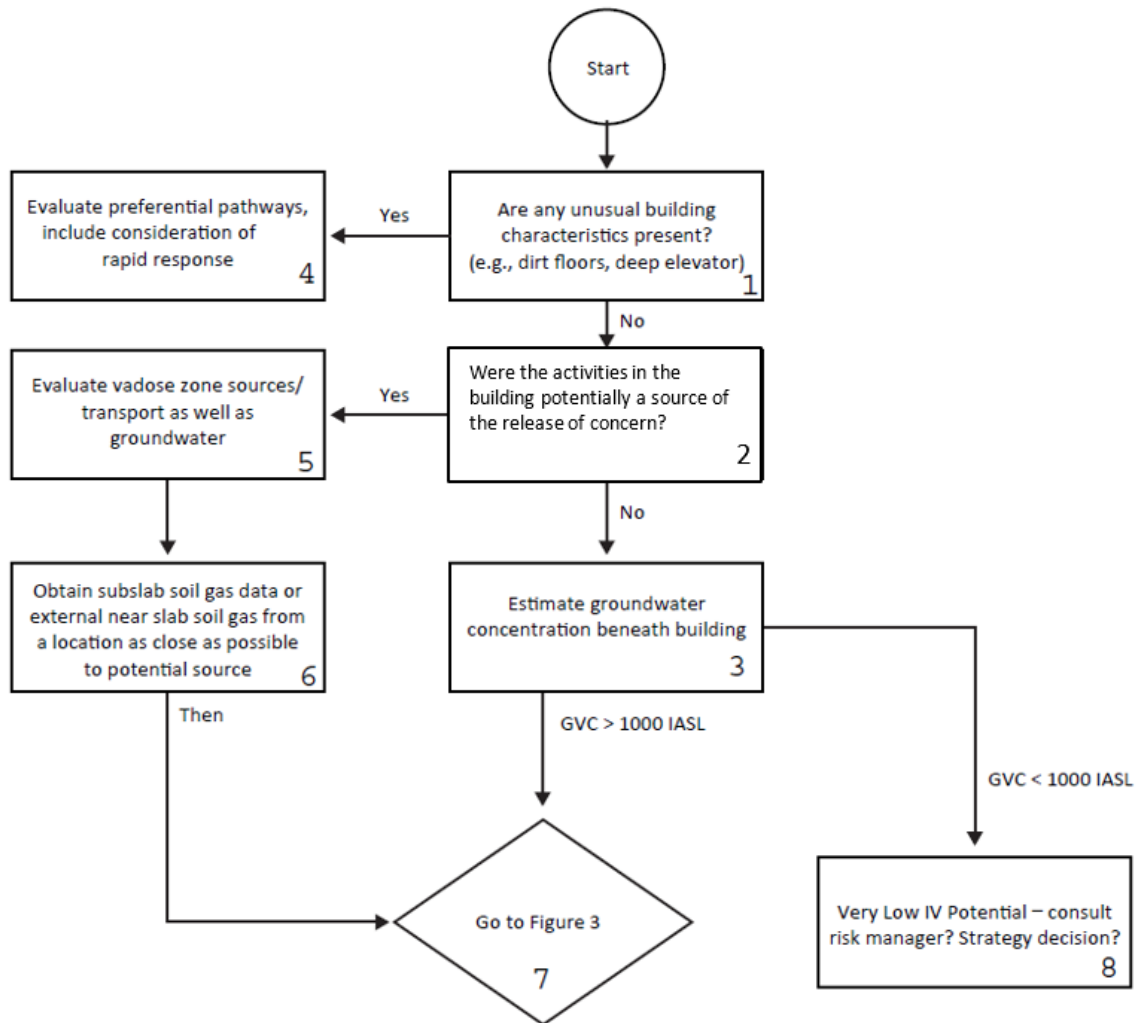 Start
Are any unusual building
characteristics present?
(e.g., dirt floors, deep elevator)
1
Yes
Evaluate preferential pathways,
include consideration of
rapid response
4
No
Were the activities in the
building potentially a source of
the release of concern?
2
Yes
Evaluate vadose zone sources/
transport as well as
groundwater
5
No
Obtain subslab soil gas data or
external near slab soil gas from
a location as close as possible
to potential source
6
Estimate groundwater
concentration beneath building
3
Then
GVC > 1000 IASL
GVC < 1000 IASL
Go to Figure 3
7
Very Low IV Potential – consult
risk manager? Strategy decision?
8